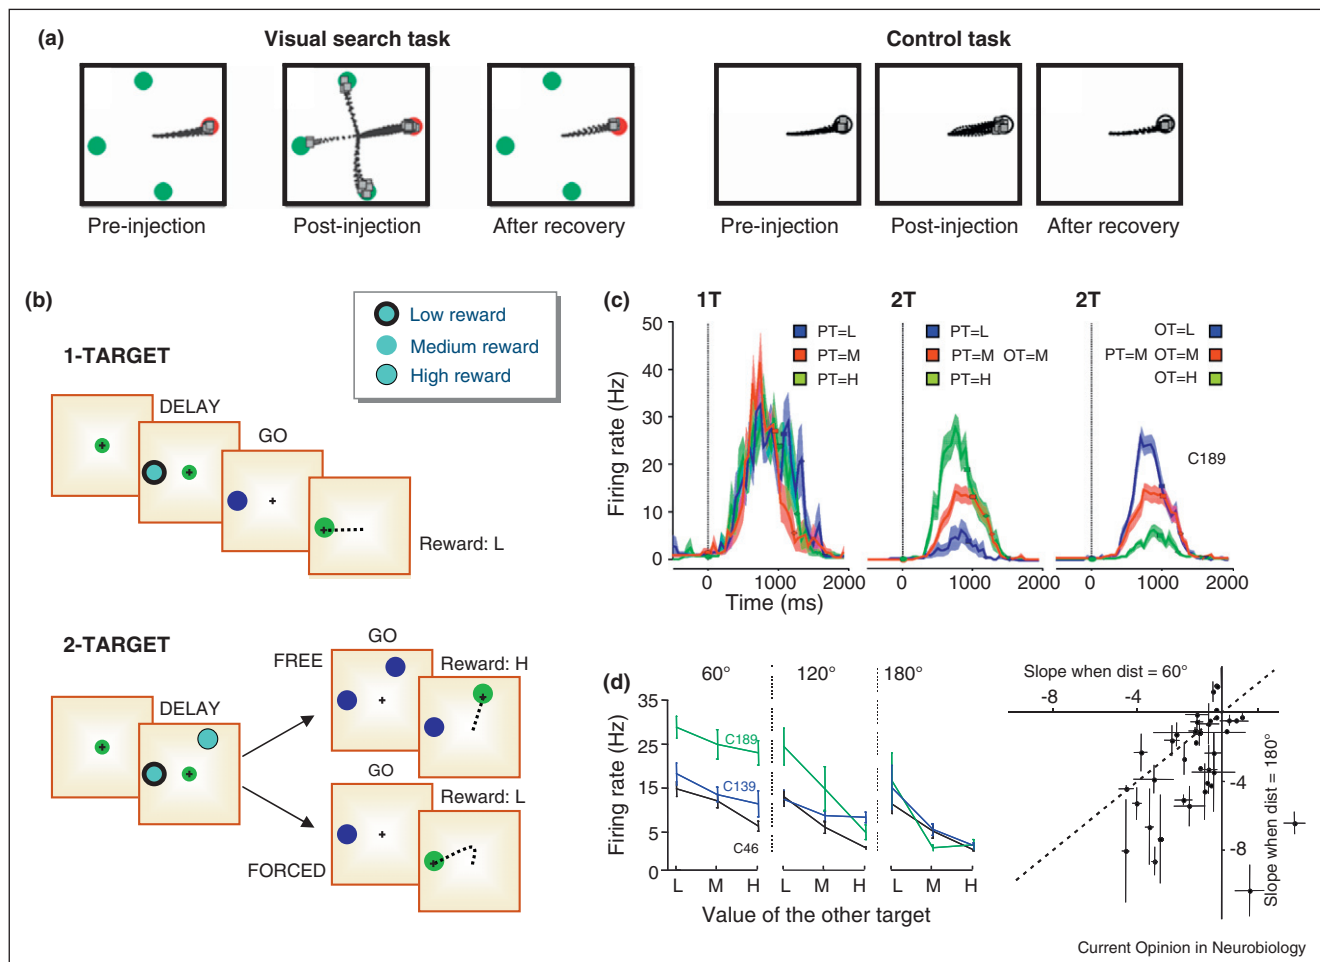 (a)
Visual search task
Control task
Pre-injection
Post-injection
After recovery
Pre-injection
Post-injection
After recovery
(b)
Low reward
Medium reward
High reward
1-TARGET
DELAY
GO
Reward: L
2-TARGET
DELAY
FREE
GO
Reward: H
GO
Reward: L
FORCED
(c)
1T
2T
2T
50
40
30
20
10
0
Firing rate (Hz)
PT=L
PT=M
PT=H
PT=L
PT=M OT=M
PT=H
OT=L
PT=M OT=M
OT=H
C189
0
1000
2000
0
1000
2000
0
1000
2000
Time (ms)
(d)
60°
120°
180°
35
25
15
5
0
Firing rate (Hz)
C189
C139
C46
L
M
H
L
M
H
L
M
H
Value of the other target
Slope when dist = 60°
-8
-4
-4
-8
Slope when dist = 180°
Current Opinion in Neurobiology